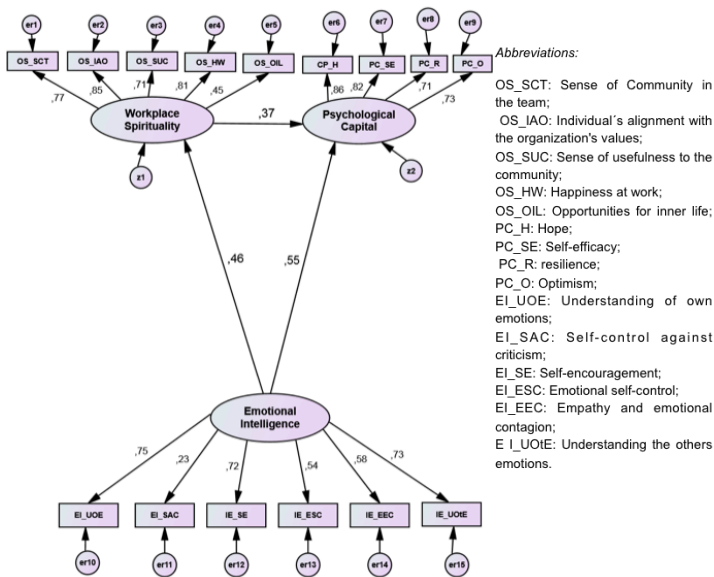 er1 er2 er3 er4 er5 er6 er7 er8 er9
OS_SCT OS_IAO OS_SUC OS_HW OS_OIL CP_H PC_SE PC_R PC_O
,77 ,85 ,71 ,81 ,45 ,86 ,82 ,71 ,73
Workplace
Spirituality
,37
Psychological
Capital
z1 z2
,46 ,55
Emotional
Intelligence
,75 ,23 ,72 ,54 ,58 ,73
EI_UOE EI_SAC IE_SE IE_ESC IE_EEC IE_UOtE
er10 er11 er12 er13 er14 er15
Abbreviations:
OS_SCT: Sense of Community in
the team;
OS_IAO: Individual´s alignment with
the organization's values;
OS_SUC: Sense of usefulness to the
community;
OS_HW: Happiness at work;
OS_OIL: Opportunities for inner life;
PC_H: Hope;
PC_SE: Self-efficacy;
PC_R: resilience;
PC_O: Optimism;
EI_UOE: Understanding of own
emotions;
EI_SAC: Self-control against
criticism;
EI_SE: Self-encouragement;
EI_ESC: Emotional self-control;
EI_EEC: Empathy and emotional
contagion;
E I_UOtE: Understanding the others
emotions.